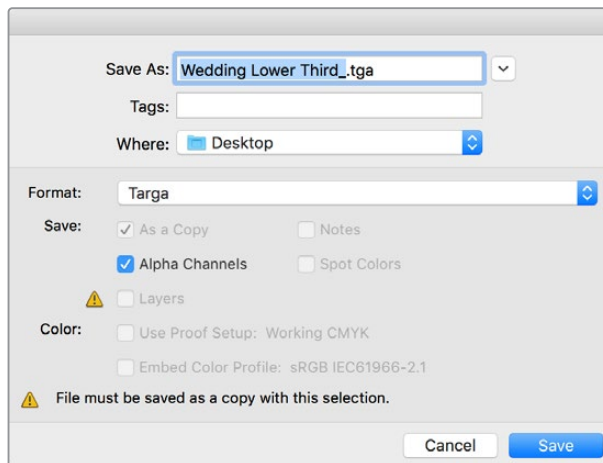 Save As: Wedding Lower Third_.tga
Tags:
Where: Desktop
Format: Targa
Save: As a Copy Notes
Alpha Channels Spot Colors
Layers
Color: Use Proof Setup: Working CMYK
Embed Color Profile: sRGB IEC61966-2.1
File must be saved as a copy with this selection.
Cancel Save